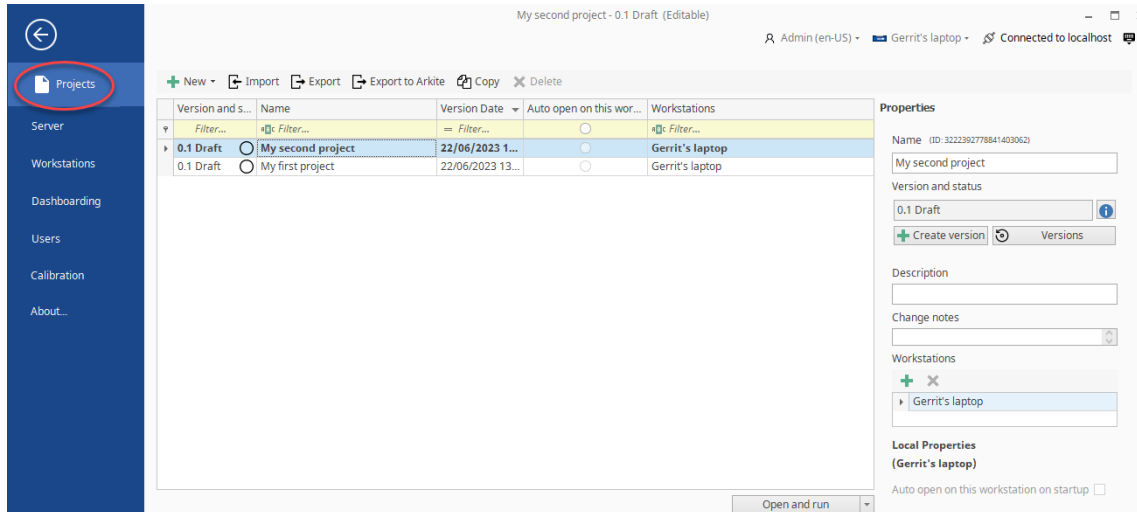 My second project - 0.1 Draft (Editable)
Admin (en-US) Gerrit's laptop Connected to localhost
Projects
Server
Workstations
Dashboarding
Users
Calibration
About...
New Import Export Export to Arkite Copy Delete
Version and s... Name Version Date Auto open on this wor... Workstations
Filter... aBc Filter... = Filter... aBc Filter...
0.1 Draft My second project 22/06/2023 1... Gerrit's laptop
0.1 Draft My first project 22/06/2023 13... Gerrit's laptop
Open and run
Properties
Name (ID: 3222392778841403062)
My second project
Version and status
0.1 Draft
Create version Versions
Description
Change notes
Workstations
Gerrit's laptop
Local Properties
(Gerrit's laptop)
Auto open on this workstation on startup